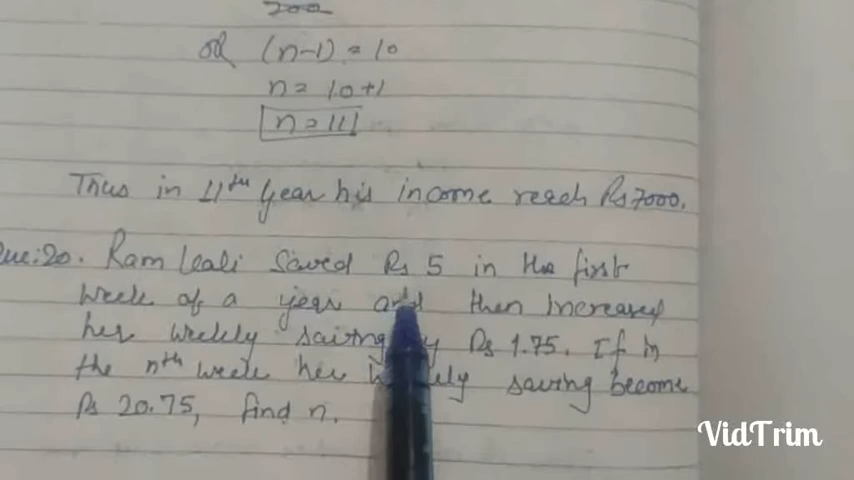 200
or (n-1) = 10
n = 10+1
n = 11
Thus in 11th year his income reach Rs 7000.
Que:20. Ram Kali Saved Rs 5 in the first
week of a year and then increased
her weekly saving by Rs 1.75. If in
the nth week her weekly saving become
Rs 20.75, find n.
VidTrim